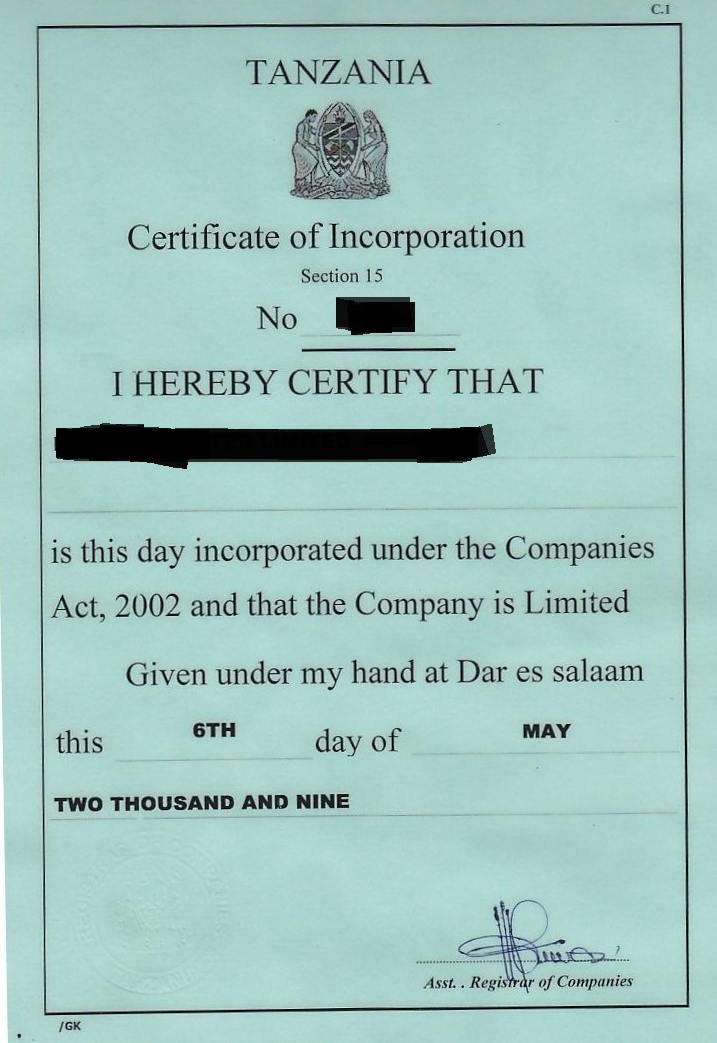 C.1
TANZANIA
Certificate of Incorporation
Section 15
No
I HEREBY CERTIFY THAT
LIMITED
is this day incorporated under the Companies
Act, 2002 and that the Company is Limited
Given under my hand at Dar es salaam
this 6TH day of MAY
TWO THOUSAND AND NINE
Asst. . Registrar of Companies
/GK